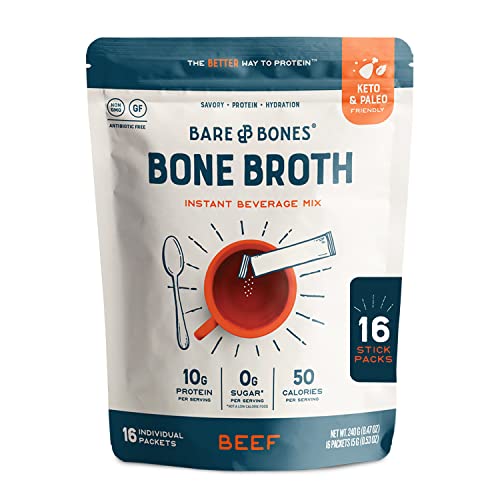 THE BETTER WAY TO PROTEIN™
KETO
& PALEO
FRIENDLY
NON GMO
GF
ANTIBIOTIC FREE
SAVORY • PROTEIN • HYDRATION
BARE BONES®
BONE BROTH
INSTANT BEVERAGE MIX
16
STICK
PACKS
10G
PROTEIN
PER SERVING
0G
SUGAR*
PER SERVING
*NOT A LOW CALORIE FOOD
50
CALORIES
PER SERVING
16 INDIVIDUAL
PACKETS
BEEF
NET WT. 240 G (8.47 OZ)
16 PACKETS 15 G (0.53 OZ)